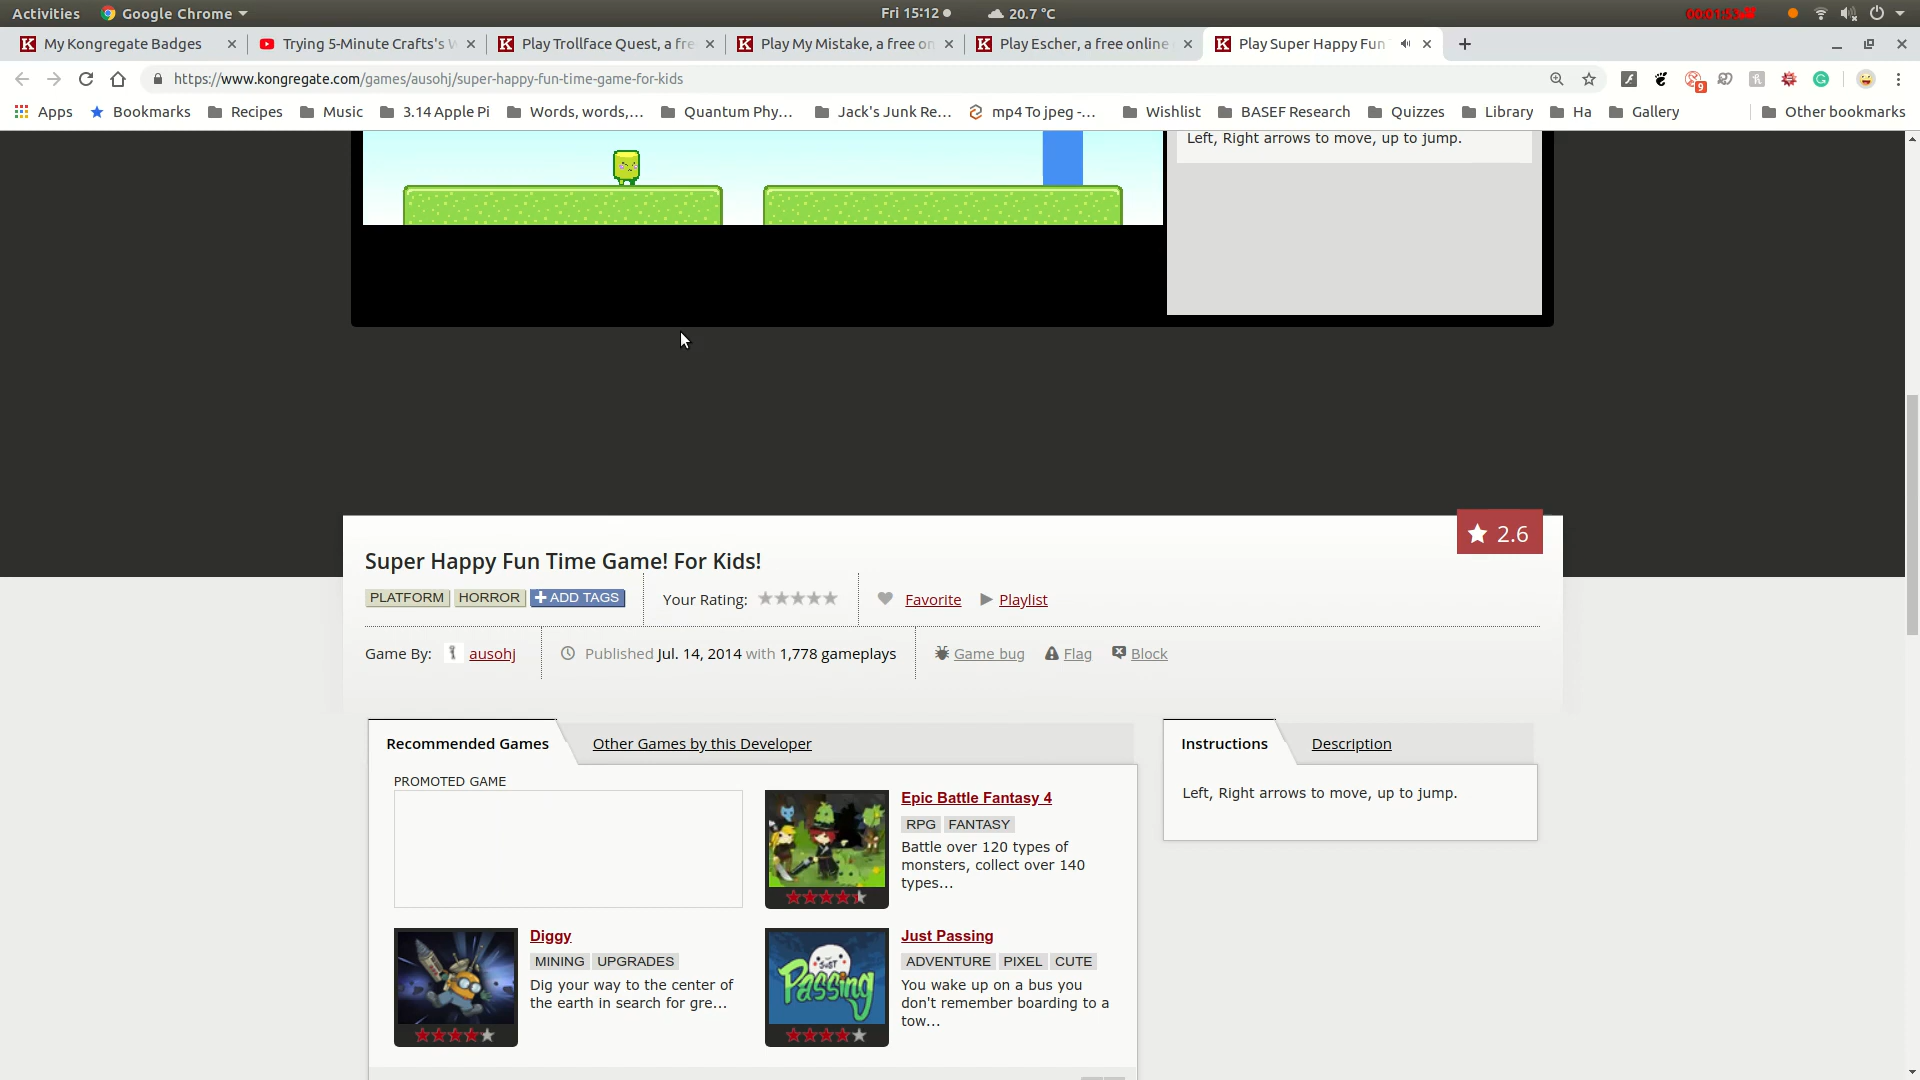 Activities Google Chrome Fri 15:12 20.7 °C
My Kongregate Badges Trying 5-Minute Crafts's Play Trollface Quest, a fre Play My Mistake, a free on Play Escher, a free online Play Super Happy Fun
https://www.kongregate.com/games/ausohj/super-happy-fun-time-game-for-kids 9
Apps Bookmarks Recipes Music 3.14 Apple Pi Words, words,... Quantum Phy... Jack's Junk Re... mp4 To jpeg -... Wishlist BASEF Research Quizzes Library Ha Gallery Other bookmarks
Left, Right arrows to move, up to jump.
2.6
Super Happy Fun Time Game! For Kids!
PLATFORM HORROR ADD TAGS Your Rating: Favorite Playlist
Game By: ausohj Published Jul. 14, 2014 with 1,778 gameplays Game bug Flag Block
Recommended Games Other Games by this Developer Instructions Description
PROMOTED GAME
Left, Right arrows to move, up to jump.
Epic Battle Fantasy 4
RPG FANTASY
Battle over 120 types of
monsters, collect over 140
types...
Diggy
MINING UPGRADES
Dig your way to the center of
the earth in search for gre...
JUST
Passing
Just Passing
ADVENTURE PIXEL CUTE
You wake up on a bus you
don't remember boarding to a
tow...